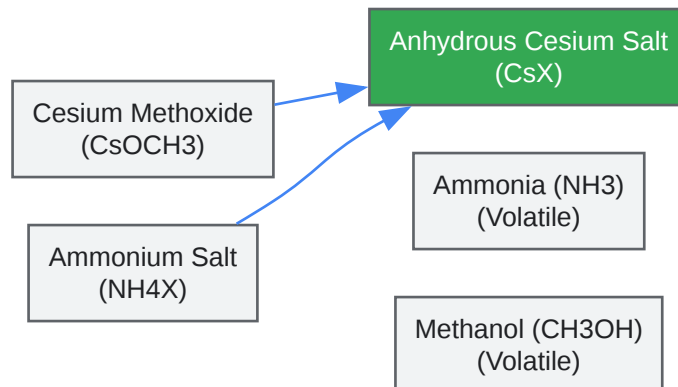 Anhydrous Cesium Salt
(CsX)
Cesium Methoxide
(CsOCH3)
Ammonia (NH3)
(Volatile)
Ammonium Salt
(NH4X)
Methanol (CH3OH)
(Volatile)